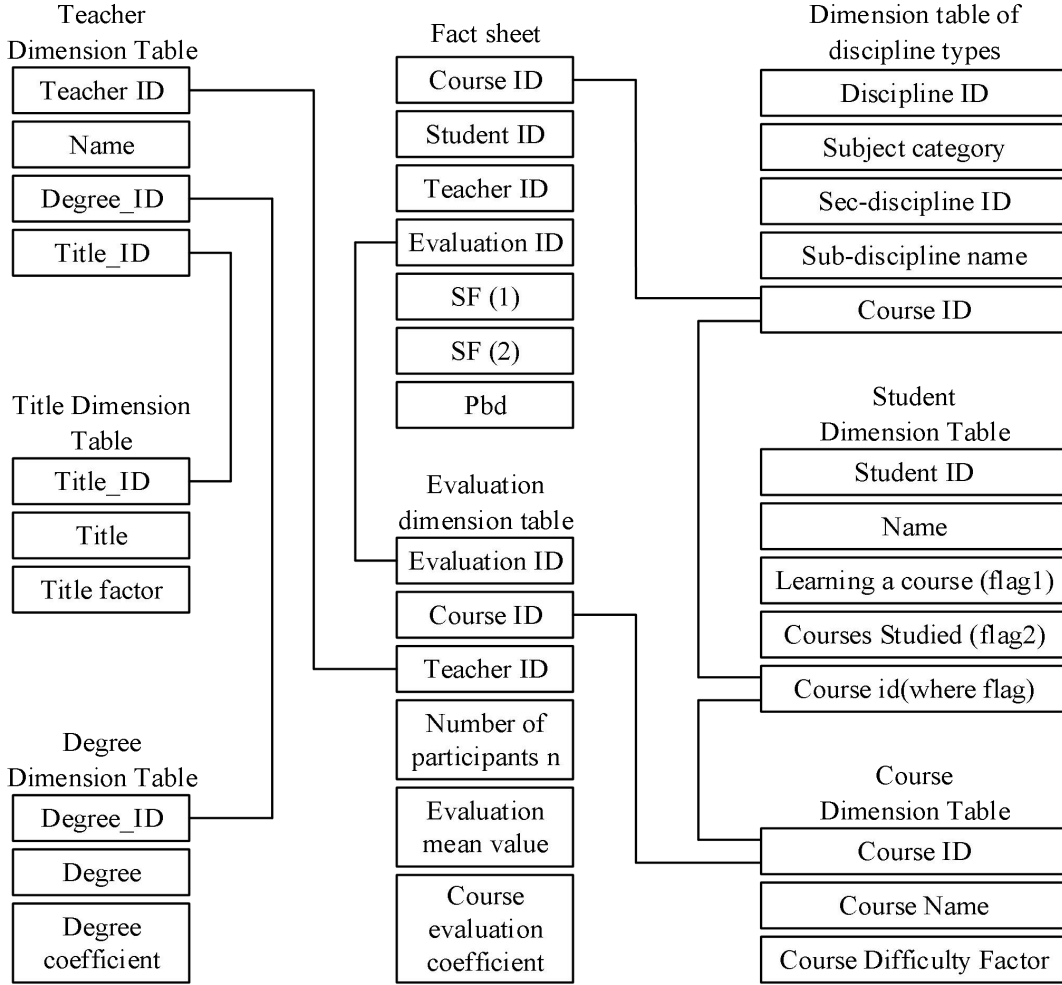 Teacher
Dimension Table
Teacher ID
Name
Degree_ID
Title_ID
Title Dimension
Table
Title_ID
Title
Title factor
Degree
Dimension Table
Degree_ID
Degree
Degree
coefficient
Fact sheet
Course ID
Student ID
Teacher ID
Evaluation ID
SF (1)
SF (2)
Pbd
Evaluation
dimension table
Evaluation ID
Course ID
Teacher ID
Number of
participants n
Evaluation
mean value
Course
evaluation
coefficient
Dimension table of
discipline types
Discipline ID
Subject category
Sec-discipline ID
Sub-discipline name
Course ID
Student
Dimension Table
Student ID
Name
Learning a course (flag1)
Courses Studied (flag2)
Course id(where flag)
Course
Dimension Table
Course ID
Course Name
Course Difficulty Factor